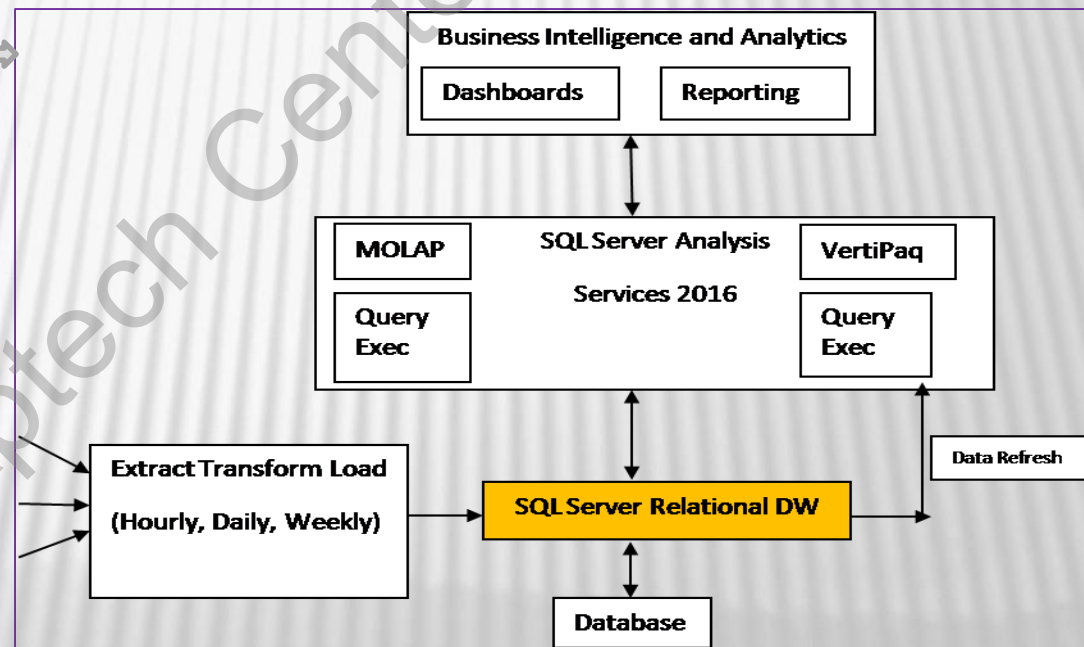 Business Intelligence and Analytics
Dashboards
Reporting
MOLAP
SQL Server Analysis
Services 2016
VertiPaq
Query
Exec
Query
Exec
Data Refresh
Extract Transform Load
(Hourly, Daily, Weekly)
SQL Server Relational DW
Database